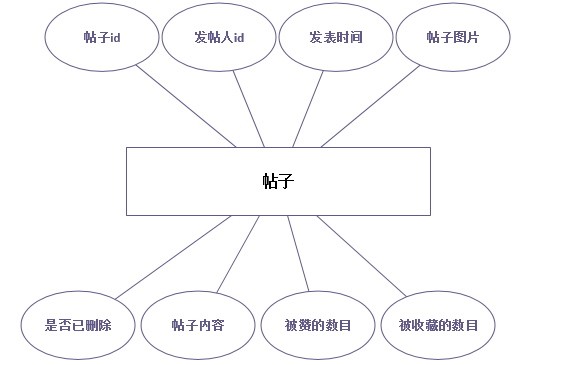 帖子id
发帖人id
发表时间
帖子图片
帖子
是否已删除
帖子内容
被赞的数目
被收藏的数目